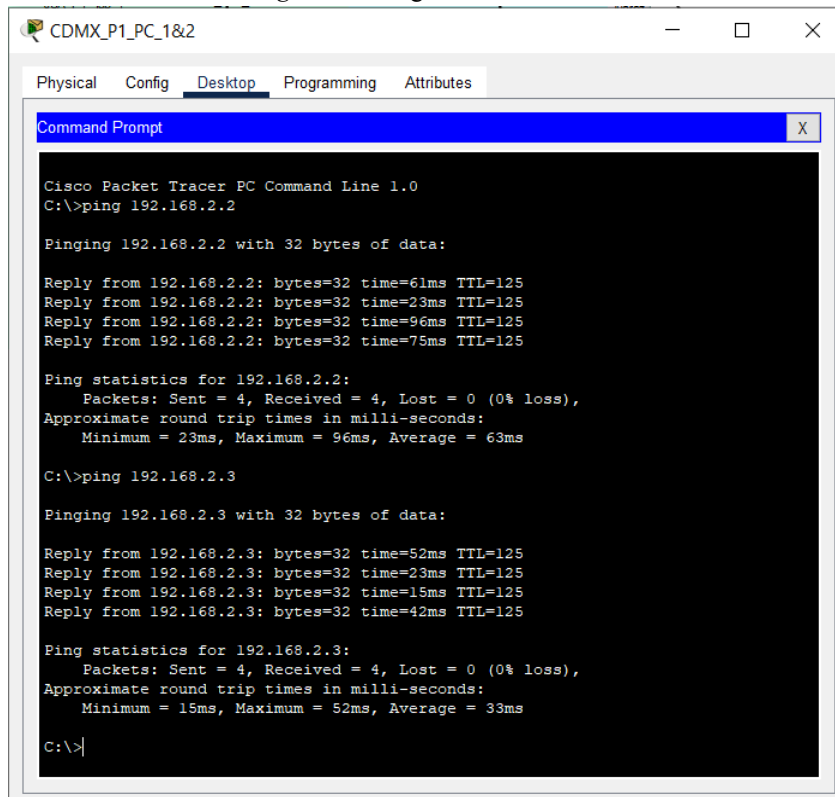 CDMX_P1_PC_1&2
Physical Config Desktop Programming Attributes
Command Prompt
X
Cisco Packet Tracer PC Command Line 1.0
C:\>ping 192.168.2.2
Pinging 192.168.2.2 with 32 bytes of data:
Reply from 192.168.2.2: bytes=32 time=61ms TTL=125
Reply from 192.168.2.2: bytes=32 time=23ms TTL=125
Reply from 192.168.2.2: bytes=32 time=96ms TTL=125
Reply from 192.168.2.2: bytes=32 time=75ms TTL=125
Ping statistics for 192.168.2.2:
Packets: Sent = 4, Received = 4, Lost = 0 (0% loss),
Approximate round trip times in milli-seconds:
Minimum = 23ms, Maximum = 96ms, Average = 63ms
C:\>ping 192.168.2.3
Pinging 192.168.2.3 with 32 bytes of data:
Reply from 192.168.2.3: bytes=32 time=52ms TTL=125
Reply from 192.168.2.3: bytes=32 time=23ms TTL=125
Reply from 192.168.2.3: bytes=32 time=15ms TTL=125
Reply from 192.168.2.3: bytes=32 time=42ms TTL=125
Ping statistics for 192.168.2.3:
Packets: Sent = 4, Received = 4, Lost = 0 (0% loss),
Approximate round trip times in milli-seconds:
Minimum = 15ms, Maximum = 52ms, Average = 33ms
C:\>